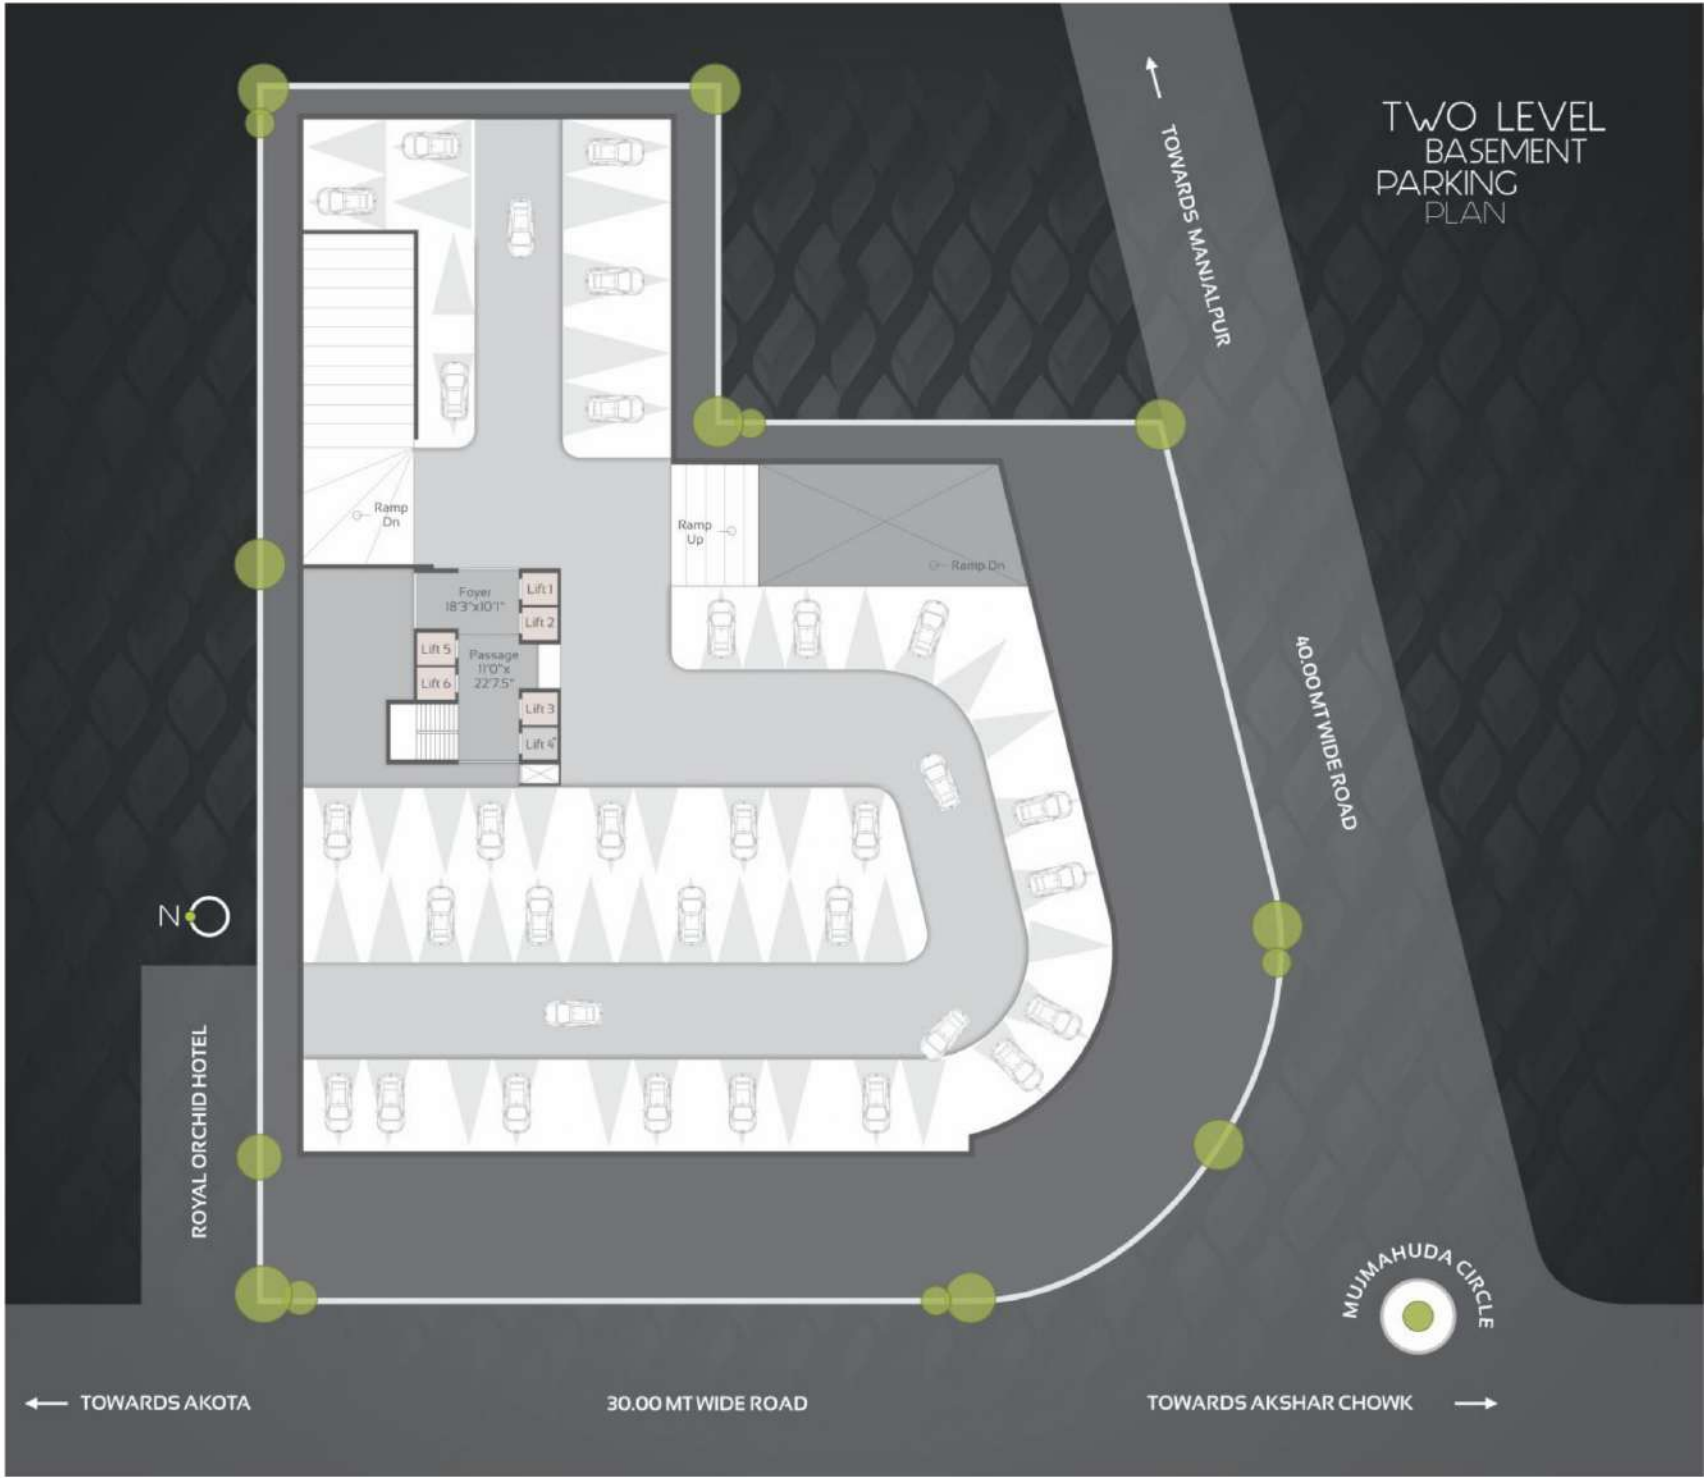 TWO LEVEL
BASEMENT
PARKING
PLAN
TOWARDS MANJALPUR
Ramp
Dn
Ramp
Up
Ramp Dn
Foyer
18'3"x10'1"
Lift 1
Lift 2
Lift 5
Lift 6
Passage
11'0"x
22'7.5"
Lift 3
Lift 4
40.00 MT WIDE ROAD
N
ROYAL ORCHID HOTEL
MUJMAHUDA CIRCLE
TOWARDS AKOTA
30.00 MT WIDE ROAD
TOWARDS AKSHAR CHOWK